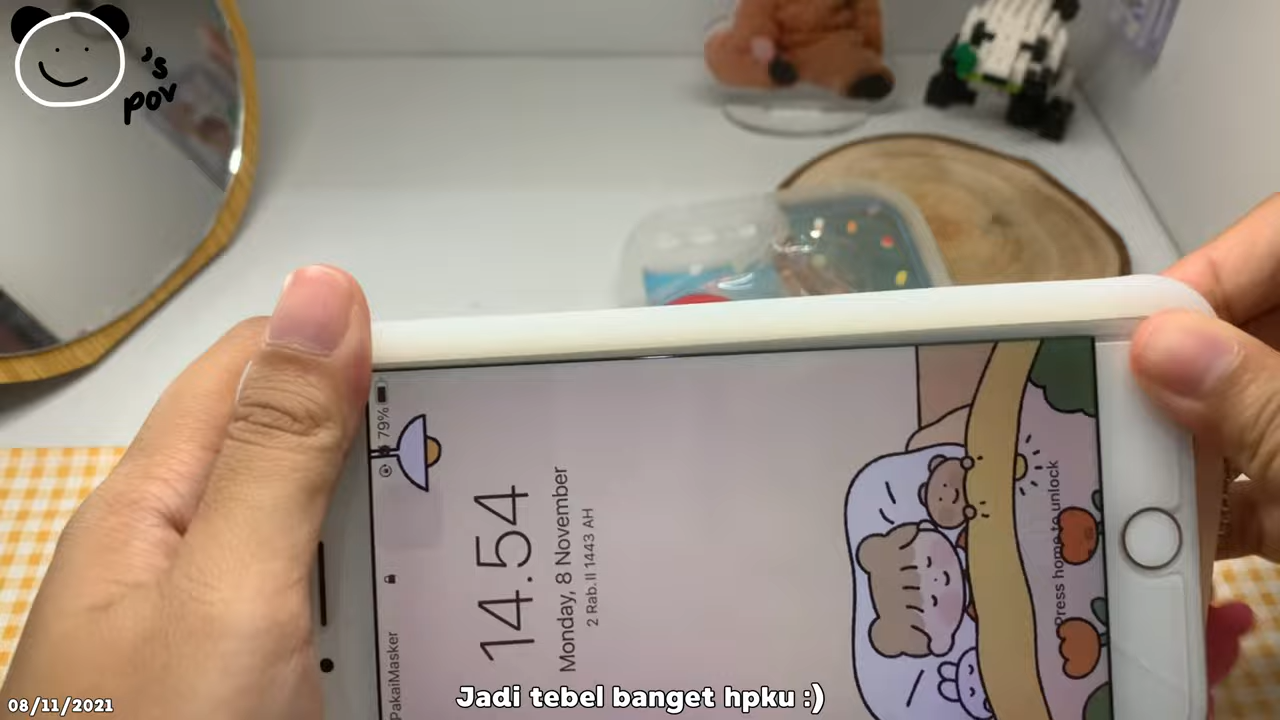 's
pov
79%
PakaiMasker
14.54
Monday, 8 November
2 Rab. II 1443 AH
Press home to unlock
Jadi tebel banget hpku :)
08/11/2021